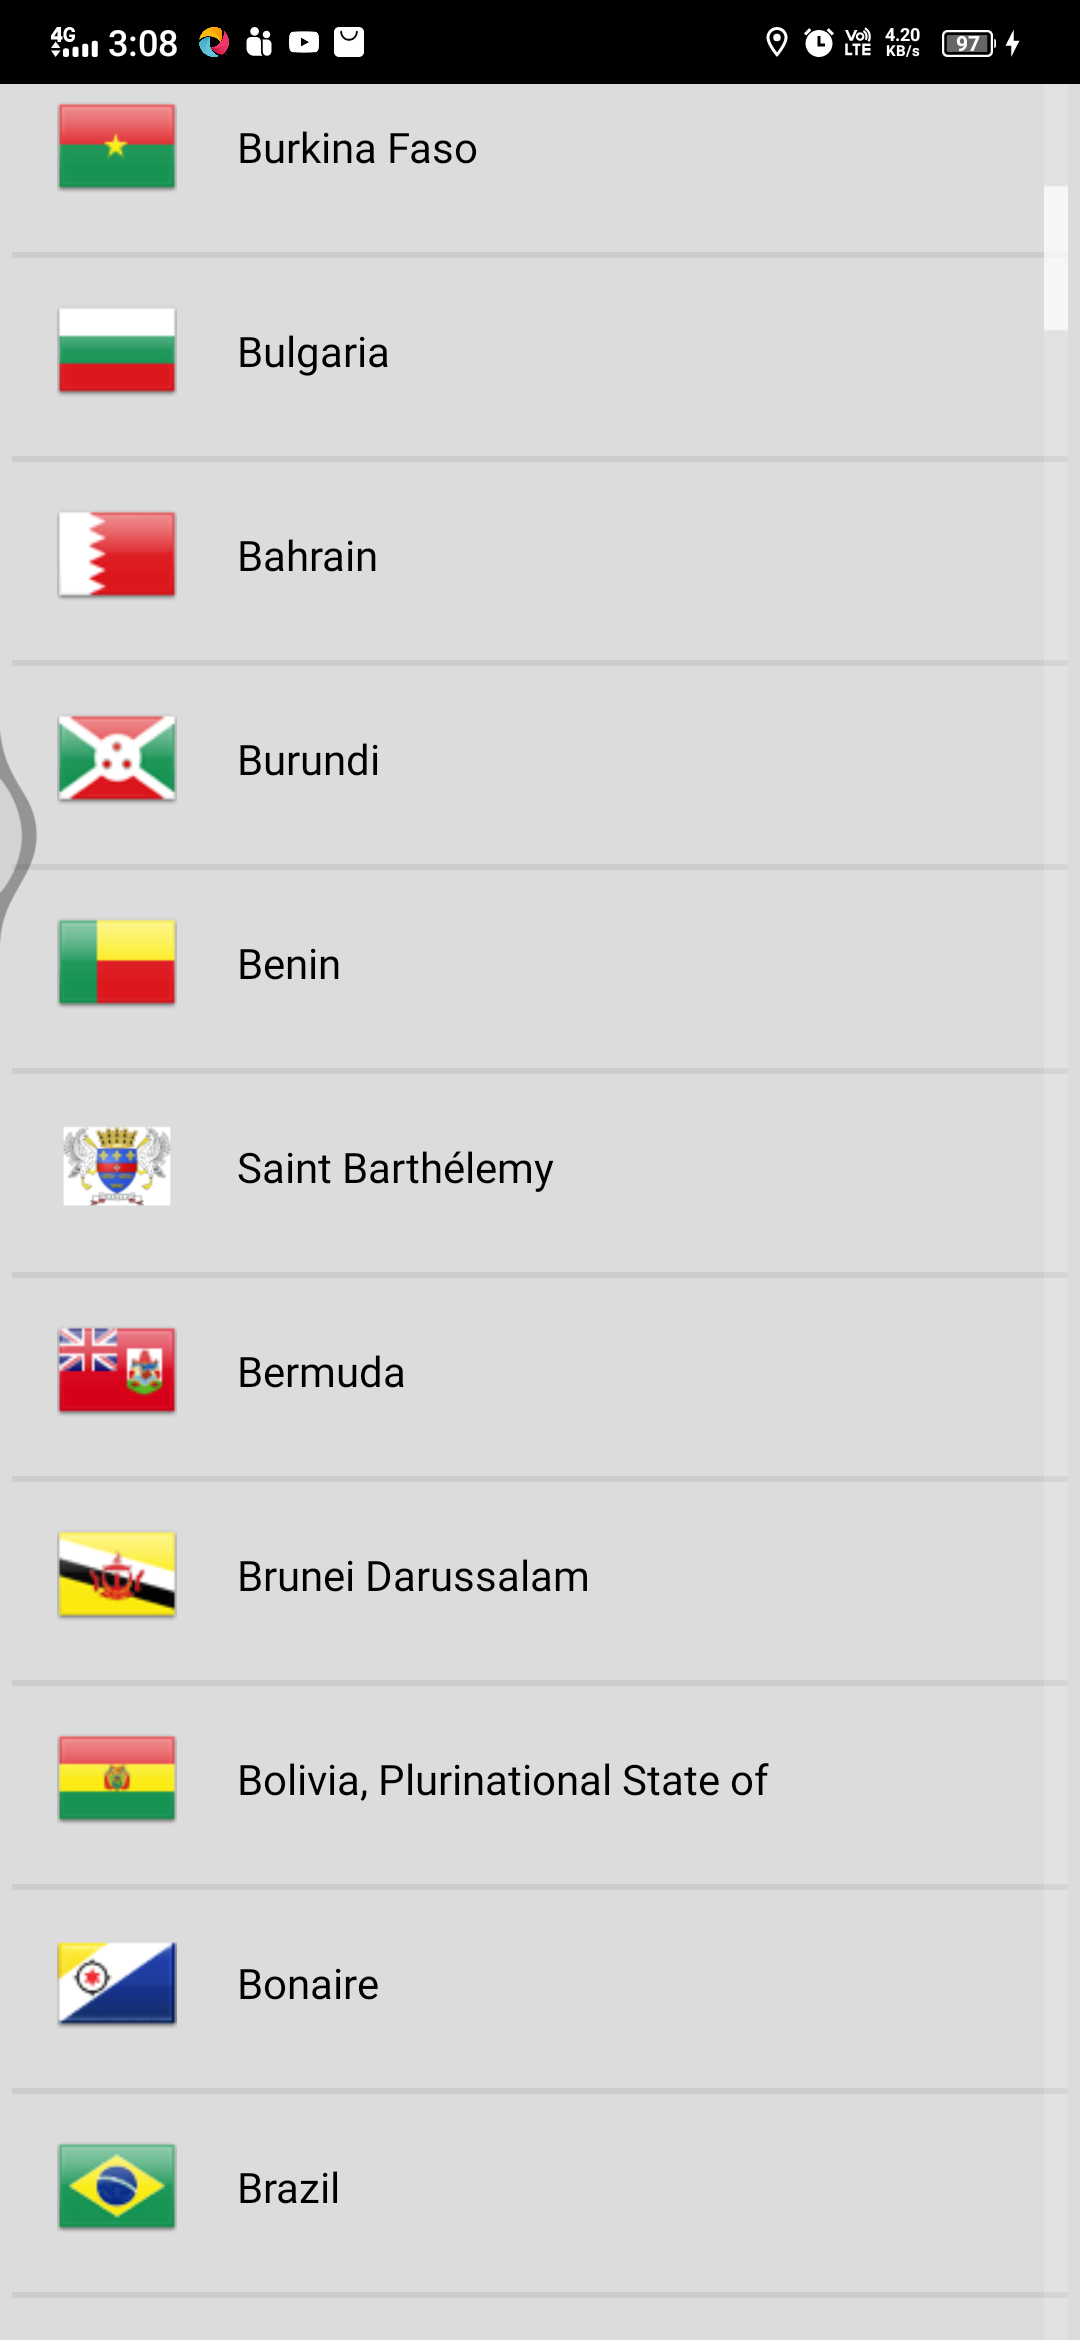 4G 3:08 Vo) LTE 4.20 KB/s 97
Burkina Faso
Bulgaria
Bahrain
Burundi
Benin
Saint Barthélemy
Bermuda
Brunei Darussalam
Bolivia, Plurinational State of
Bonaire
Brazil